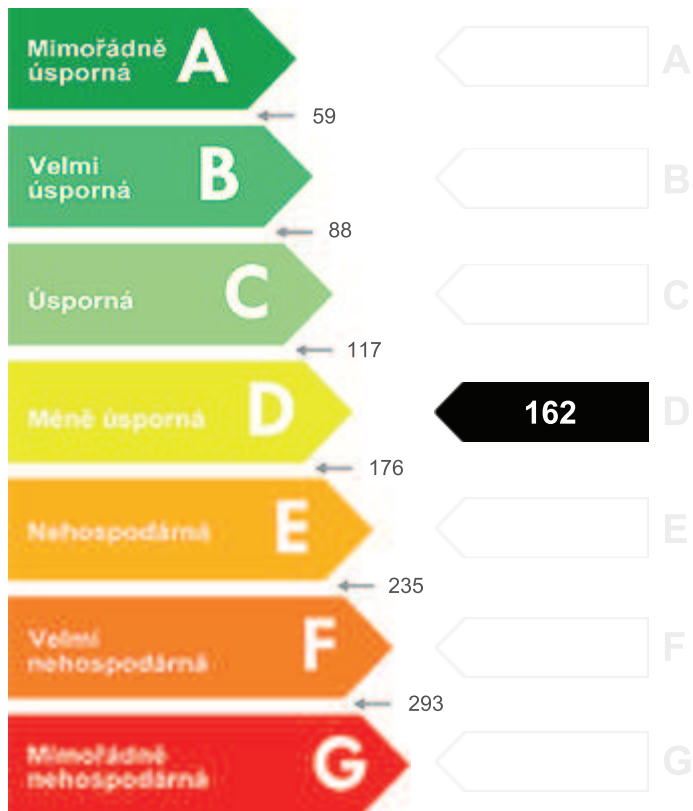 Mimořádně
úsporná
A
A
59
Velmi
úsporná
B
B
88
Úsporná
C
C
117
Méně úsporná
D
162
D
176
Nehospodárná
E
E
235
Velmi
nehospodárná
F
F
293
Mimořádně
nehospodárná
G
G